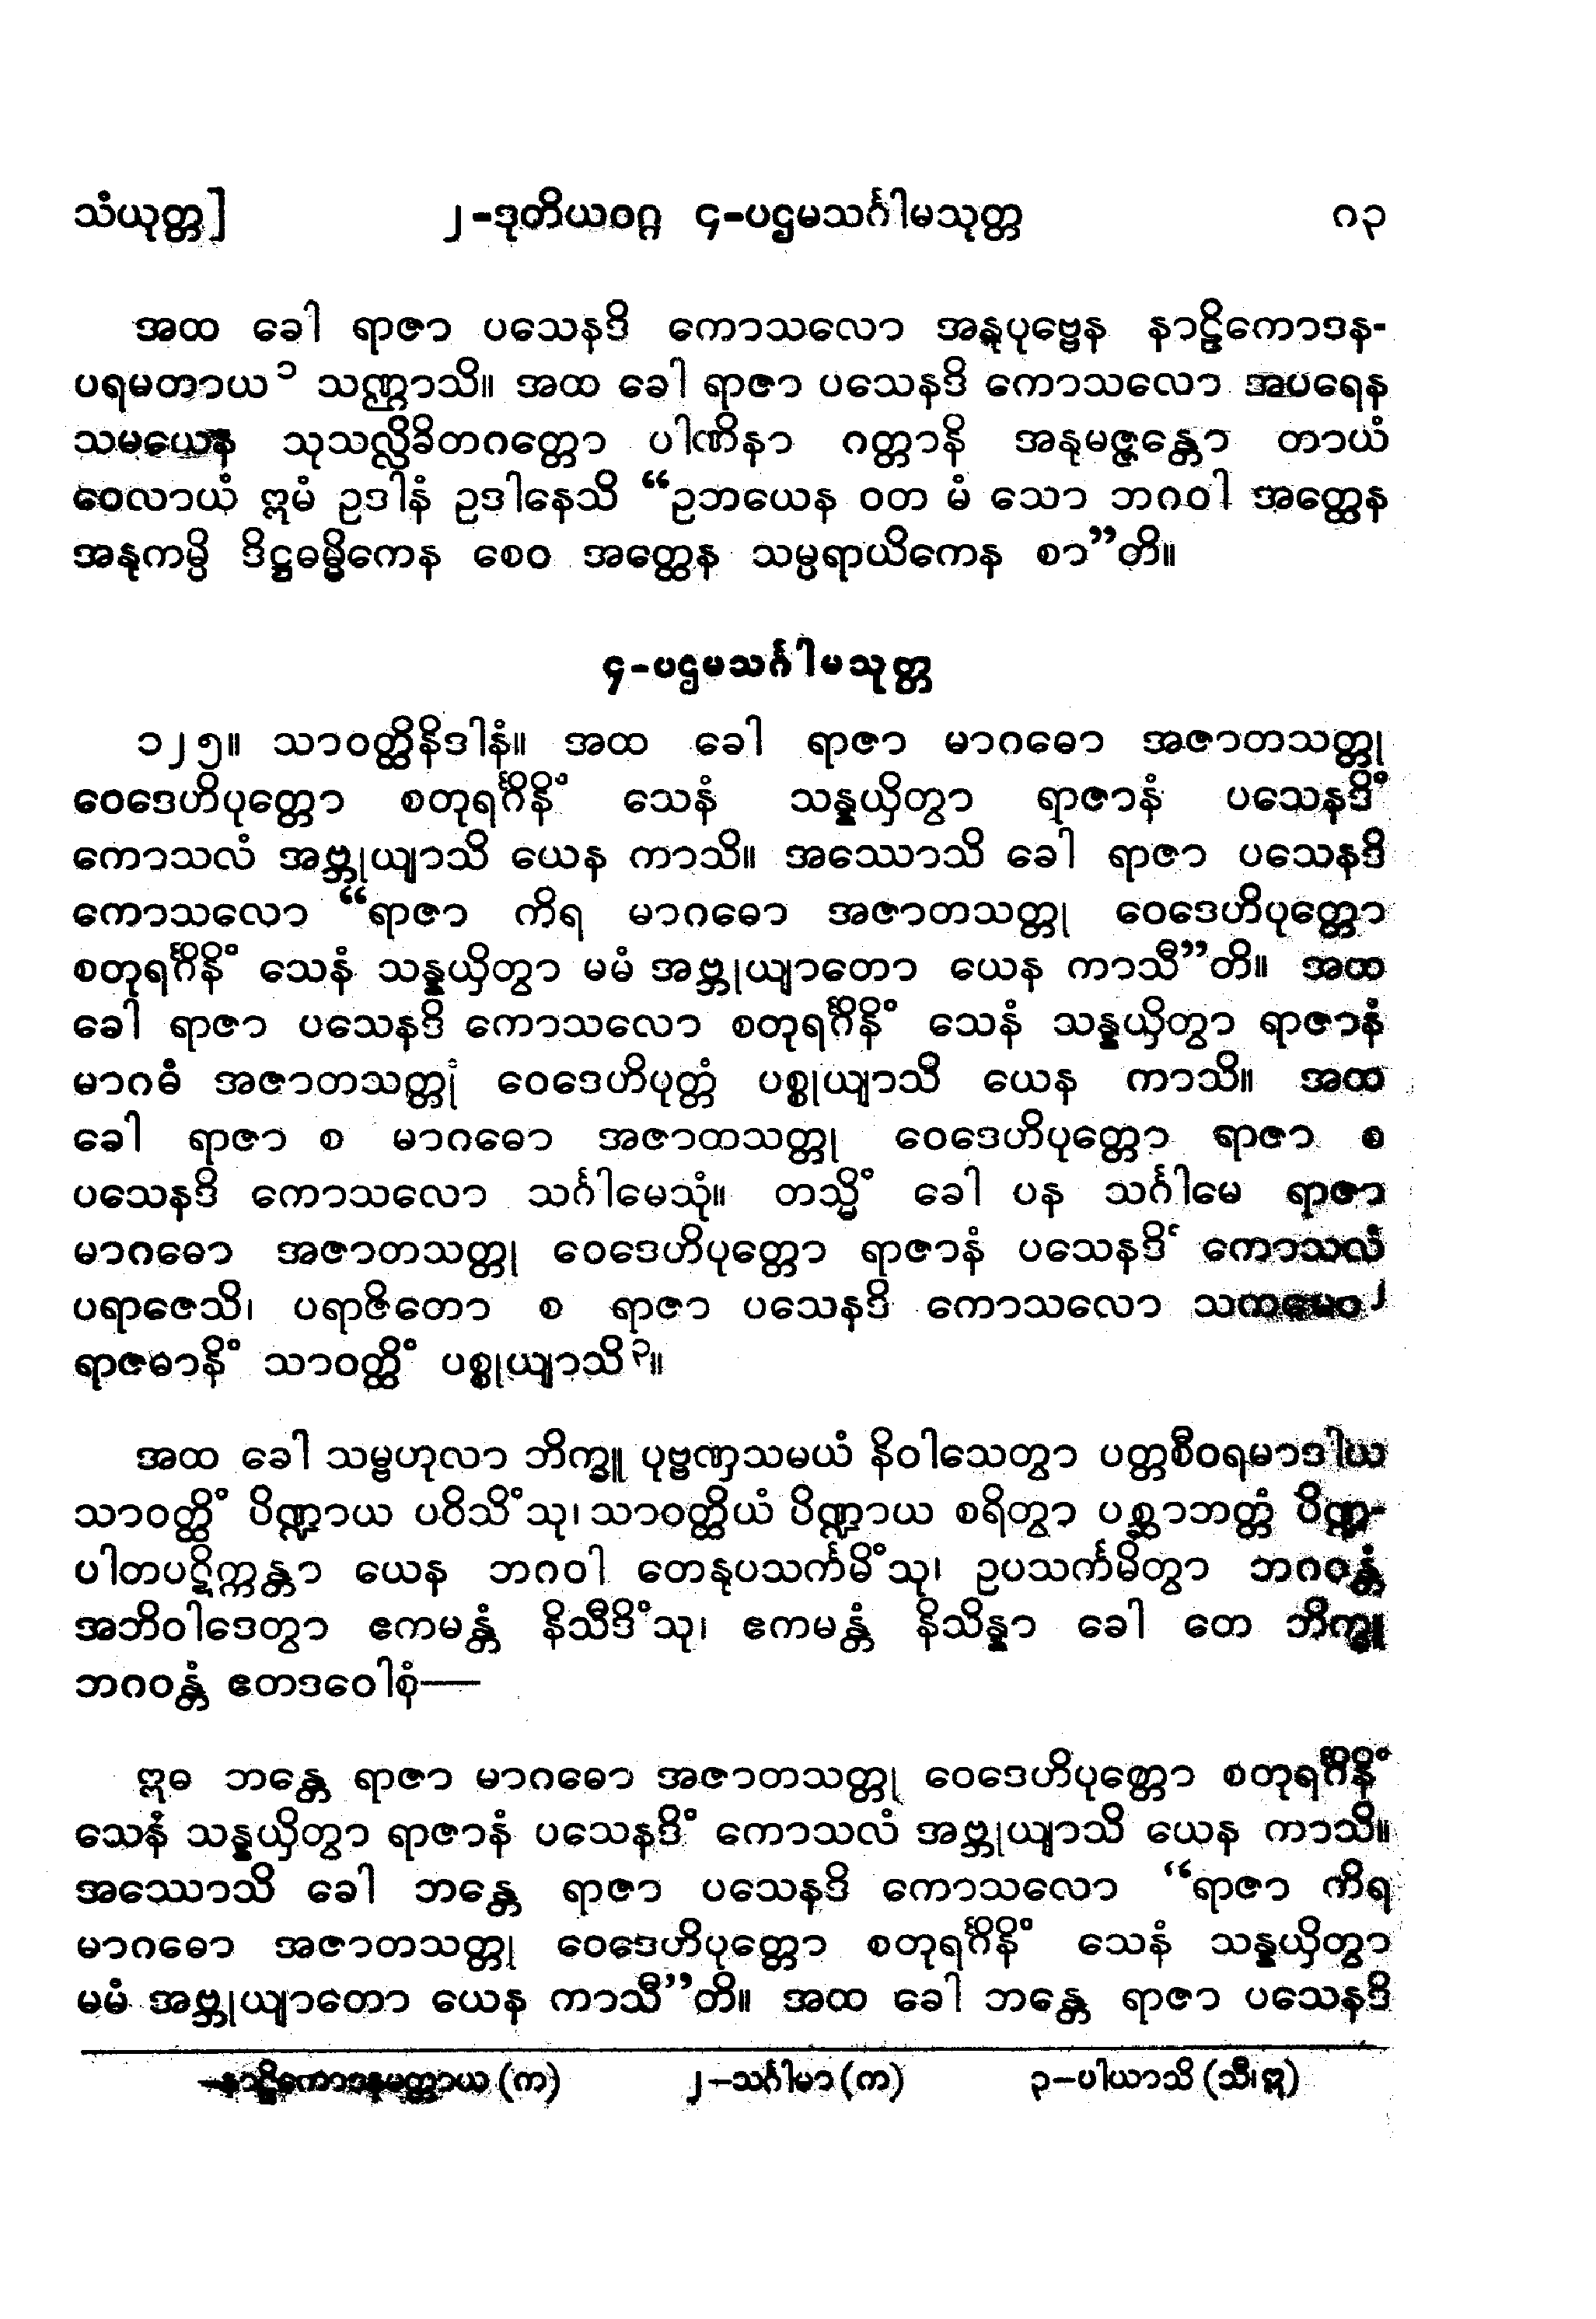 သံယုတ္တ] ၂-ဒုတိယဝဂ္ဂ ၄-ပဌမသင်္ဂါမသုတ္တ ဂ၃
အထ ခေါ ရာဇာ ပသေနဒိ ကောသလော အနုပုဗ္ဗေန နာဠိကောဒန-
ပရမတာယ၁ သဏ္ဌာသိ။ အထ ခေါ ရာဇာ ပသေနဒိ ကောသလော အပရေန
သမယေန သုသလ္လိခိတဂတ္တော ပါဏိနာ ဂတ္တာနိ အနုမဇ္ဇန္တော တာယံ
ဝေလာယံ ဣမံ ဥဒါနံ ဥဒါနေသိ “ဥဘယေန ဝတ မံ သော ဘဂဝါ အတ္ထေန
အနုကမ္ပိ ဒိဋ္ဌဓမ္မိကေန စေဝ အတ္ထေန သမ္ပရာယိကေန စာ”တိ။
၄-ပဌမသင်္ဂါမသုတ္တ
၁၂၅။ သာဝတ္ထိနိဒါနံ။ အထ ခေါ ရာဇာ မာဂဓော အဇာတသတ္တု
ဝေဒေဟိပုတ္တော စတုရင်္ဂိနိံ သေနံ သန္နယှိတွာ ရာဇာနံ ပသေနဒိံ
ကောသလံ အဗ္ဘုယျာသိ ယေန ကာသိ။ အဿောသိ ခေါ ရာဇာ ပသေနဒိ
ကောသလော “ရာဇာ ကိရ မာဂဓော အဇာတသတ္တု ဝေဒေဟိပုတ္တော
စတုရင်္ဂိနိံ သေနံ သန္နယှိတွာ မမံ အဗ္ဘုယျာတော ယေန ကာသီ”တိ။ အထ
ခေါ ရာဇာ ပသေနဒိ ကောသလော စတုရင်္ဂိနိံ သေနံ သန္နယှိတွာ ရာဇာနံ
မာဂဓံ အဇာတသတ္တုံ ဝေဒေဟိပုတ္တံ ပစ္စုယျာသိ ယေန ကာသိ။ အထ
ခေါ ရာဇာ စ မာဂဓော အဇာတသတ္တု ဝေဒေဟိပုတ္တော ရာဇာ စ
ပသေနဒိ ကောသလော သင်္ဂါမေသုံ။ တသ္မိံ ခေါ ပန သင်္ဂါမေ ရာဇာ
မာဂဓော အဇာတသတ္တု ဝေဒေဟိပုတ္တော ရာဇာနံ ပသေနဒိံ ကောသလံ
ပရာဇေသိ၊ ပရာဇိတော စ ရာဇာ ပသေနဒိ ကောသလော သကမေဝ၂
ရာဇဓာနိံ သာဝတ္ထိံ ပစ္စုယျာသိ၃။
အထ ခေါ သမ္ဗဟုလာ ဘိက္ခူ ပုဗ္ဗဏှသမယံ နိဝါသေတွာ ပတ္တစီဝရမာဒါယ
သာဝတ္ထိံ ပိဏ္ဍာယ ပဝိသိံသု၊ သာဝတ္ထိယံ ပိဏ္ဍာယ စရိတွာ ပစ္ဆာဘတ္တံ ပိဏ္ဍ-
ပါတပဋိက္ကန္တာ ယေန ဘဂဝါ တေနုပသင်္ကမိံသု၊ ဥပသင်္ကမိတွာ ဘဂဝန္တံ
အဘိဝါဒေတွာ ဧကမန္တံ နိသီဒိံသု၊ ဧကမန္တံ နိသိန္နာ ခေါ တေ ဘိက္ခူ
ဘဂဝန္တံ ဧတဒဝေါစုံ—
ဣဓ ဘန္တေ ရာဇာ မာဂဓော အဇာတသတ္တု ဝေဒေဟိပုတ္တော စတုရင်္ဂိနိံ
သေနံ သန္နယှိတွာ ရာဇာနံ ပသေနဒိံ ကောသလံ အဗ္ဘုယျာသိ ယေန ကာသိ။
အဿောသိ ခေါ ဘန္တေ ရာဇာ ပသေနဒိ ကောသလော “ရာဇာ ကိရ
မာဂဓော အဇာတသတ္တု ဝေဒေဟိပုတ္တော စတုရင်္ဂိနိံ သေနံ သန္နယှိတွာ
မမံ အဗ္ဘုယျာတော ယေန ကာသီ”တိ။ အထ ခေါ ဘန္တေ ရာဇာ ပသေနဒိ
(က) ၂-သင်္ဂါမာ (က) ၃-ပါယာသိ (သီ၊ဣ)